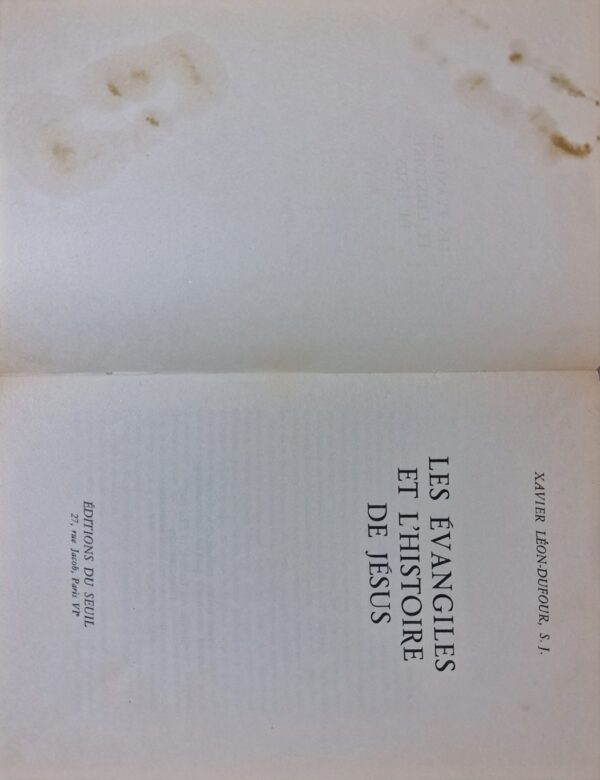 XAVIER LÉON-DUFOUR, S. J.
LES ÉVANGILES
ET L'HISTOIRE
DE JÉSUS
ÉDITIONS DU SEUIL
27, rue Jacob, Paris VIᵉ